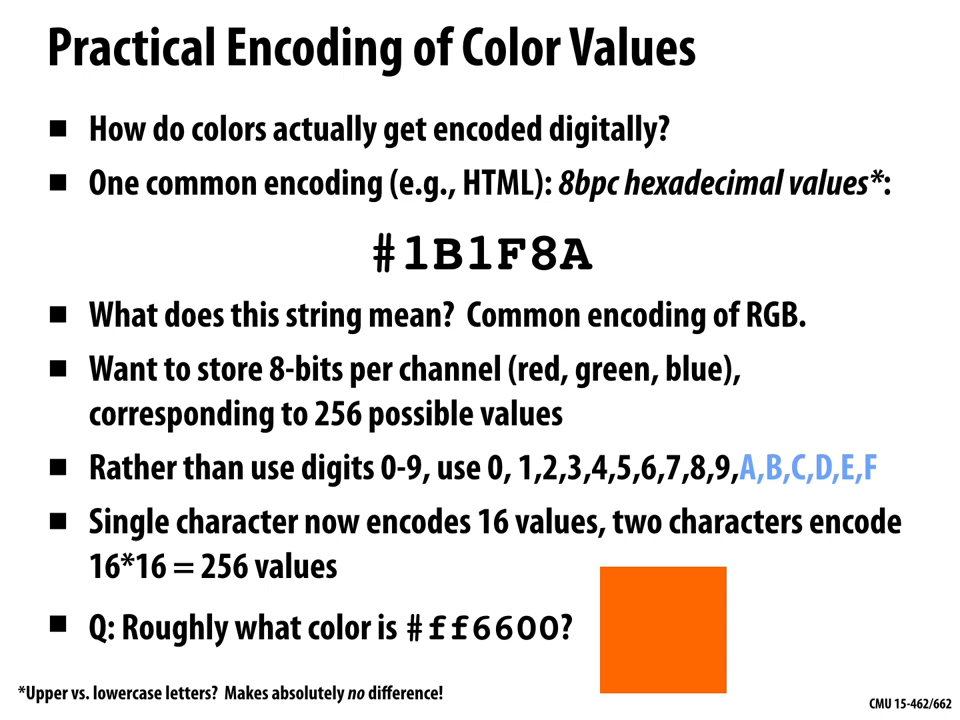 Practical Encoding of Color Values
■ How do colors actually get encoded digitally?
■ One common encoding (e.g., HTML): 8bpc hexadecimal values*:
#1B1F8A
■ What does this string mean?  Common encoding of RGB.
■ Want to store 8-bits per channel (red, green, blue),
corresponding to 256 possible values
■ Rather than use digits 0-9, use 0, 1,2,3,4,5,6,7,8,9,A,B,C,D,E,F
■ Single character now encodes 16 values, two characters encode
16*16 = 256 values
■ Q: Roughly what color is #ff6600?
*Upper vs. lowercase letters?  Makes absolutely no difference!
CMU 15-462/662